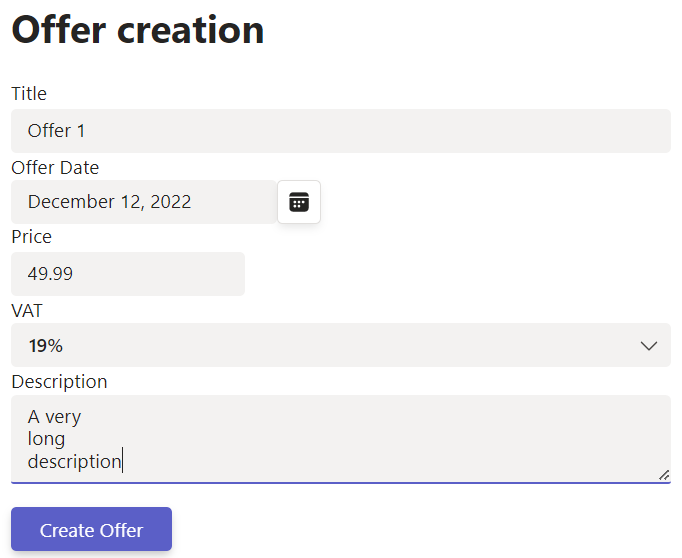 Offer creation
Title
Offer 1
Offer Date
December 12, 2022
Price
49.99
VAT
19%
Description
A very
long
description
Create Offer